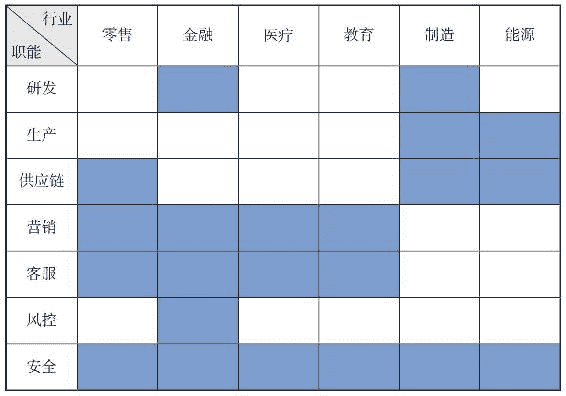 行业
职能
零售 金融 医疗 教育 制造 能源
研发
生产
供应链
营销
客服
风控
安全